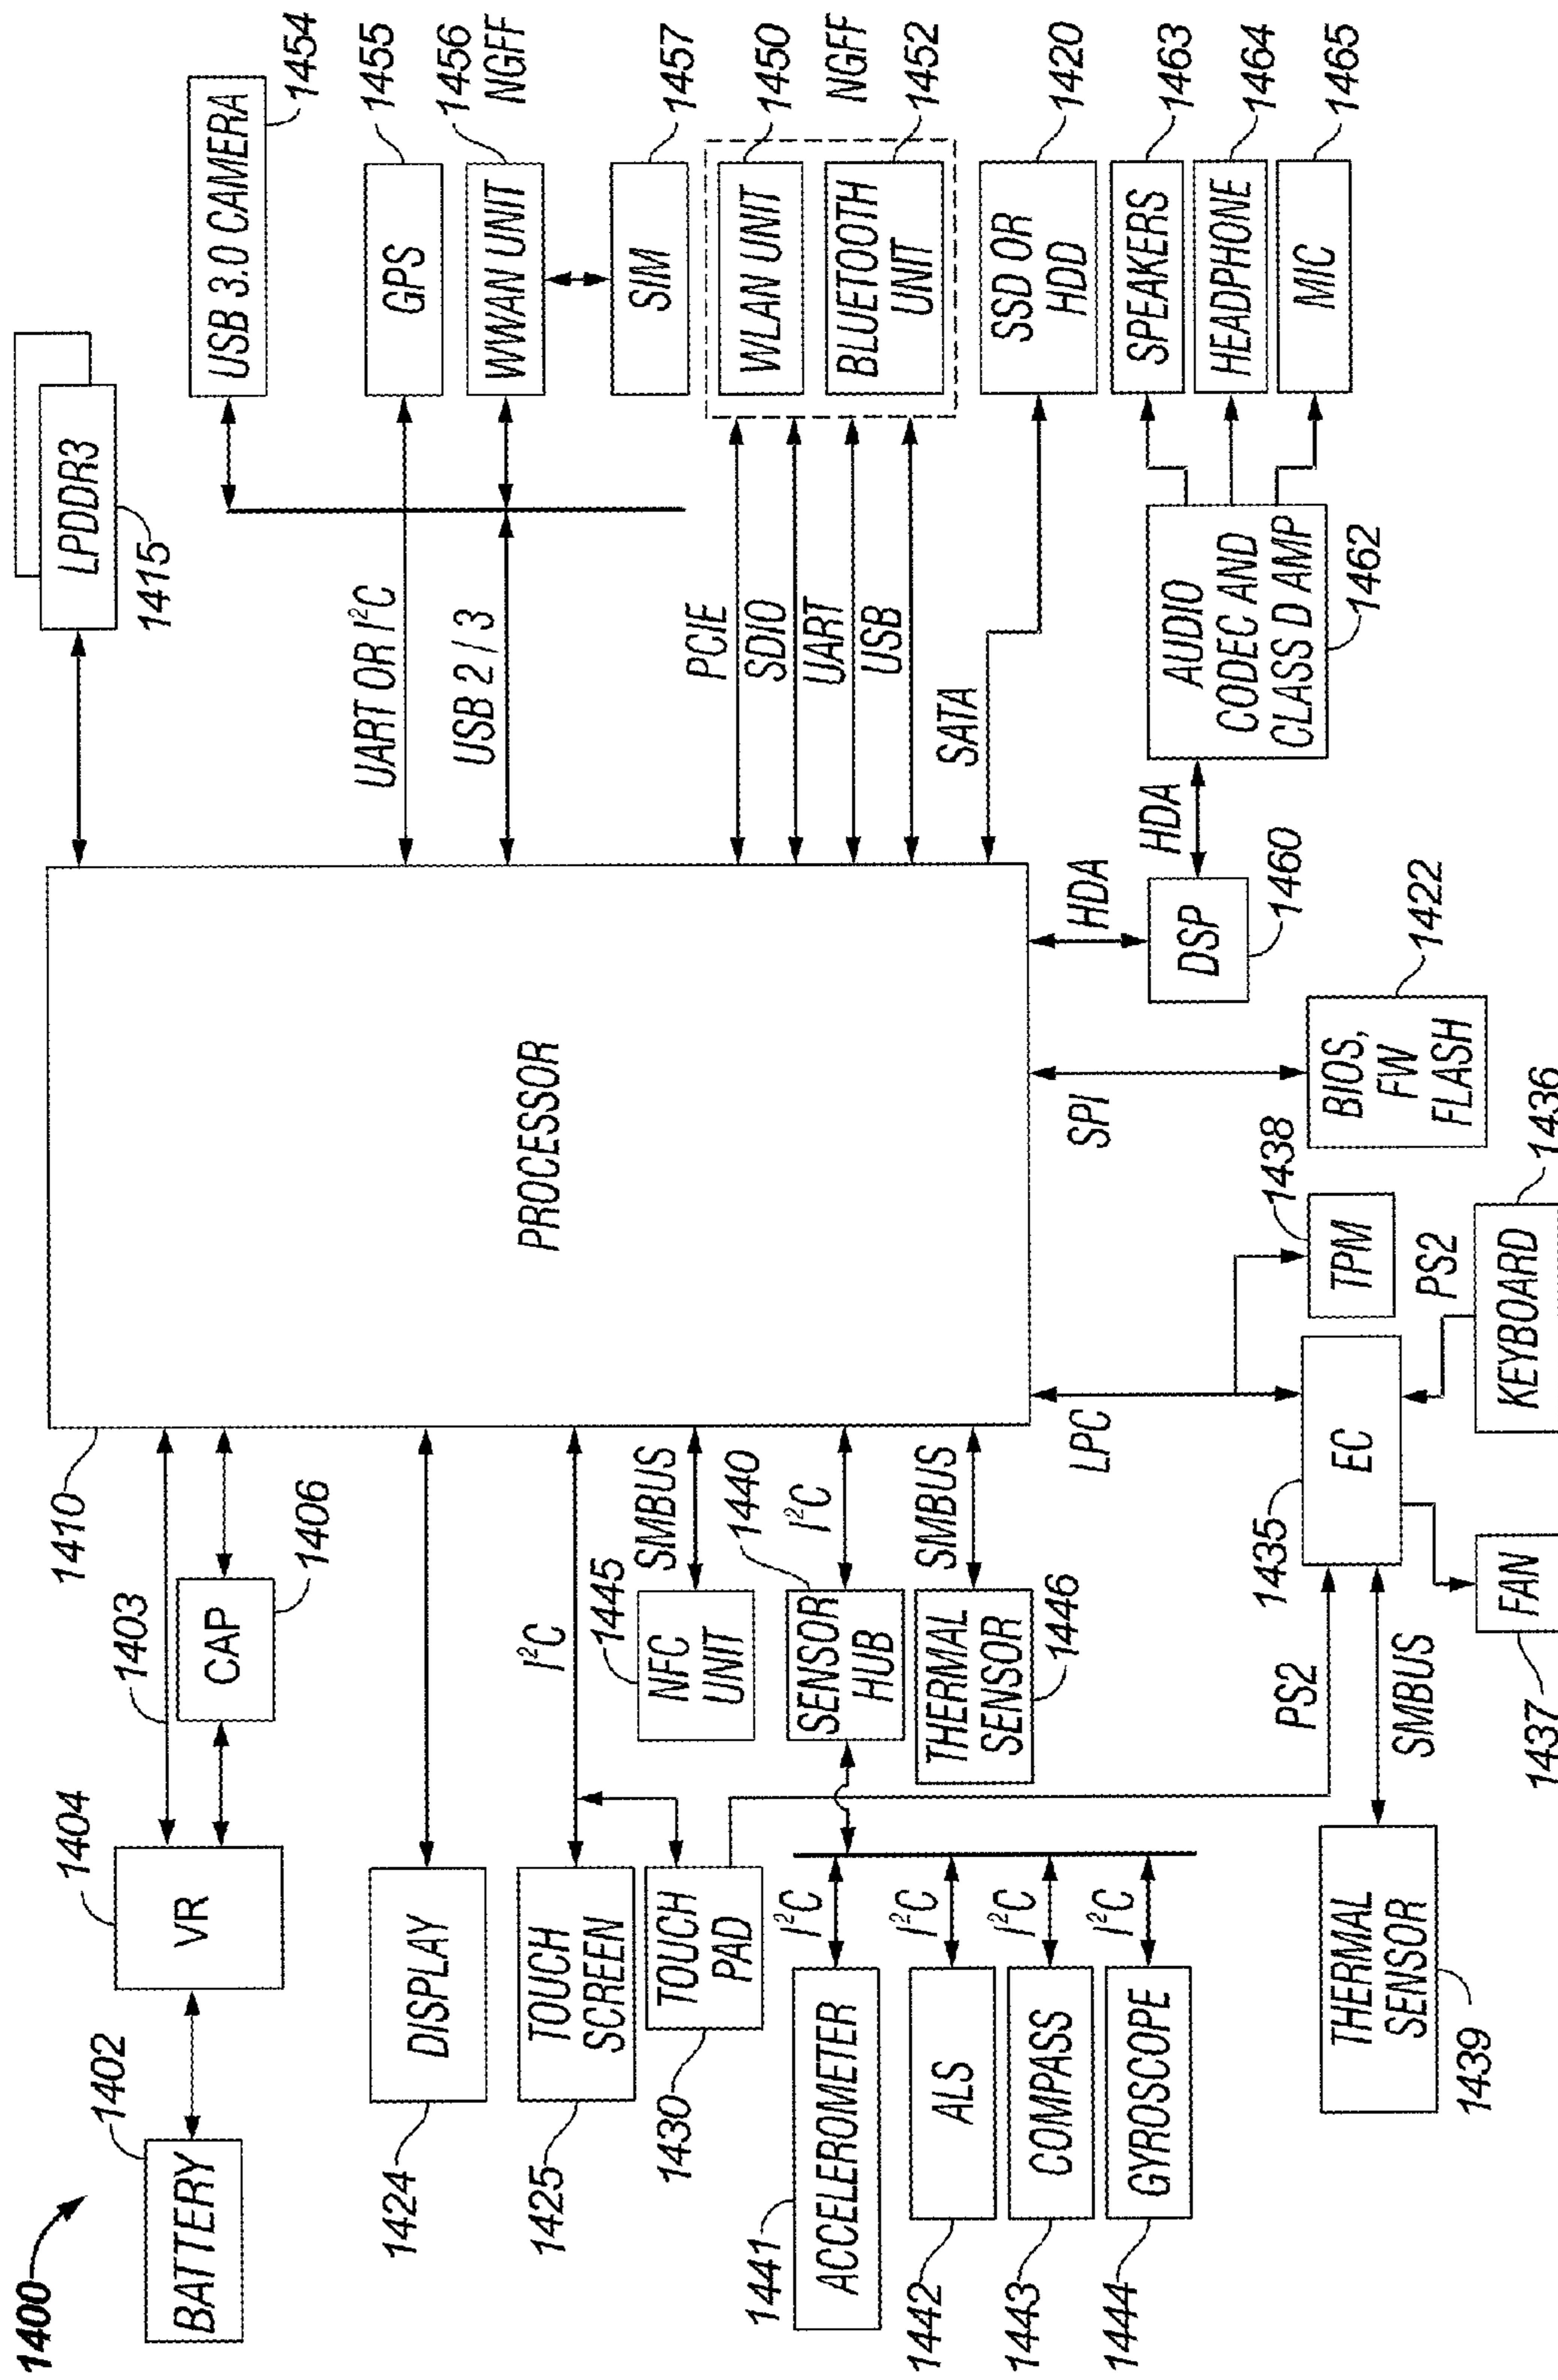 1400
BATTERY
1402
VR
1404
1403
CAP
1406
1410
PROCESSOR
LPDDR3
1415
USB 3.0 CAMERA
1454
UART OR I²C
GPS
1455
USB 2 / 3
WWAN UNIT
1456
NGFF
SIM
1457
PCIE
SDIO
UART
USB
WLAN UNIT
1450
NGFF
BLUETOOTH
UNIT
1452
SATA
SSD OR
HDD
1420
DISPLAY
1424
I²C
TOUCH
SCREEN
1425
TOUCH
PAD
1430
SMBUS
NFC
UNIT
1445
I²C
SENSOR
HUB
1440
SMBUS
THERMAL
SENSOR
1446
I²C
ACCELEROMETER
1441
I²C
ALS
1442
I²C
COMPASS
1443
I²C
GYROSCOPE
1444
THERMAL
SENSOR
1439
PS2
SMBUS
LPC
EC
1435
FAN
1437
TPM
1438
PS2
KEYBOARD
1436
SPI
BIOS,
FW
FLASH
1422
HDA
DSP
1460
HDA
AUDIO
CODEC AND
CLASS D AMP
1462
SPEAKERS
1463
HEADPHONE
1464
MIC
1465